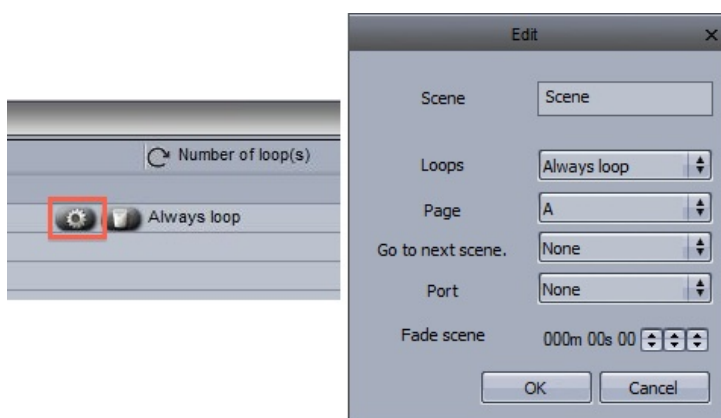 Number of loop(s)
Always loop
Edit
Scene Scene
Loops Always loop
Page A
Go to next scene. None
Port None
Fade scene 000m 00s 00
OK Cancel